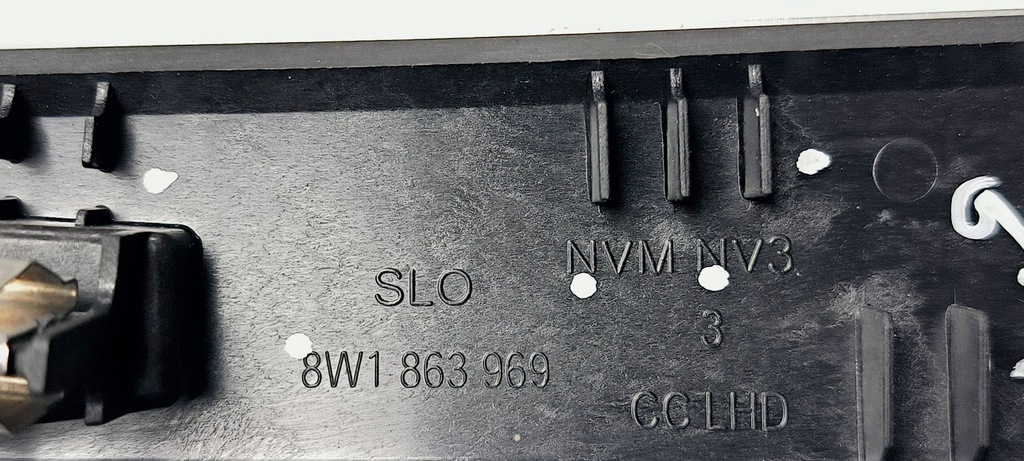 SLO
8W1 863 969
NVM NV3
3
CC LHD